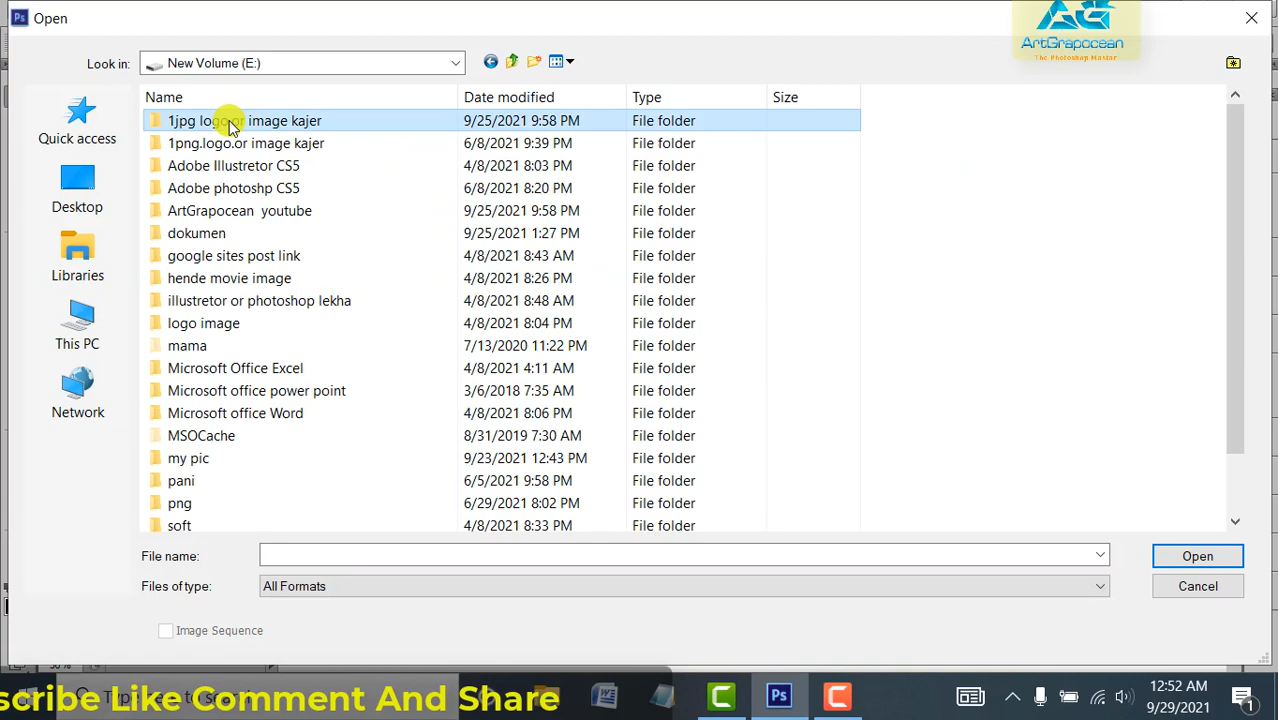 Ps Open
ArtGrapocean
The Photoshop Master
Look in: New Volume (E:)
Name Date modified Type Size
Quick access
Desktop
Libraries
This PC
Network
1jpg logo or image kajer 9/25/2021 9:58 PM File folder
1png.logo.or image kajer 6/8/2021 9:39 PM File folder
Adobe Illustretor CS5 4/8/2021 8:03 PM File folder
Adobe photoshp CS5 6/8/2021 8:20 PM File folder
ArtGrapocean youtube 9/25/2021 9:58 PM File folder
dokumen 9/25/2021 1:27 PM File folder
google sites post link 4/8/2021 8:43 AM File folder
hende movie image 4/8/2021 8:26 PM File folder
illustretor or photoshop lekha 4/8/2021 8:48 AM File folder
logo image 4/8/2021 8:04 PM File folder
mama 7/13/2020 11:22 PM File folder
Microsoft Office Excel 4/8/2021 4:11 AM File folder
Microsoft office power point 3/6/2018 7:35 AM File folder
Microsoft office Word 4/8/2021 8:06 PM File folder
MSOCache 8/31/2019 7:30 AM File folder
my pic 9/23/2021 12:43 PM File folder
pani 6/5/2021 9:58 PM File folder
png 6/29/2021 8:02 PM File folder
soft 4/8/2021 8:33 PM File folder
File name: Open
Files of type: All Formats Cancel
Image Sequence
scribe Like Comment And Share
Ps
12:52 AM
9/29/2021
1